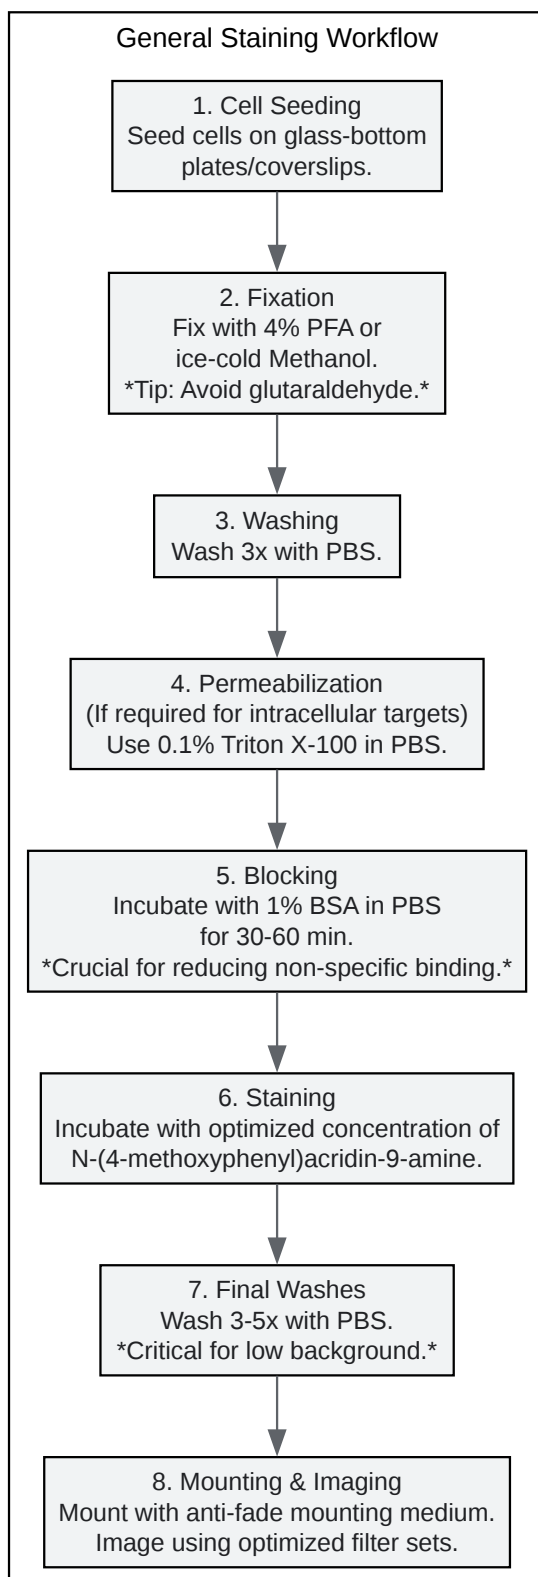 General Staining Workflow
1. Cell Seeding
Seed cells on glass-bottom
plates/coverslips.
2. Fixation
Fix with 4% PFA or
ice-cold Methanol.
*Tip: Avoid glutaraldehyde.*
3. Washing
Wash 3x with PBS.
4. Permeabilization
(If required for intracellular targets)
Use 0.1% Triton X-100 in PBS.
5. Blocking
Incubate with 1% BSA in PBS
for 30-60 min.
*Crucial for reducing non-specific binding.*
6. Staining
Incubate with optimized concentration of
N-(4-methoxyphenyl)acridin-9-amine.
7. Final Washes
Wash 3-5x with PBS.
*Critical for low background.*
8. Mounting & Imaging
Mount with anti-fade mounting medium.
Image using optimized filter sets.